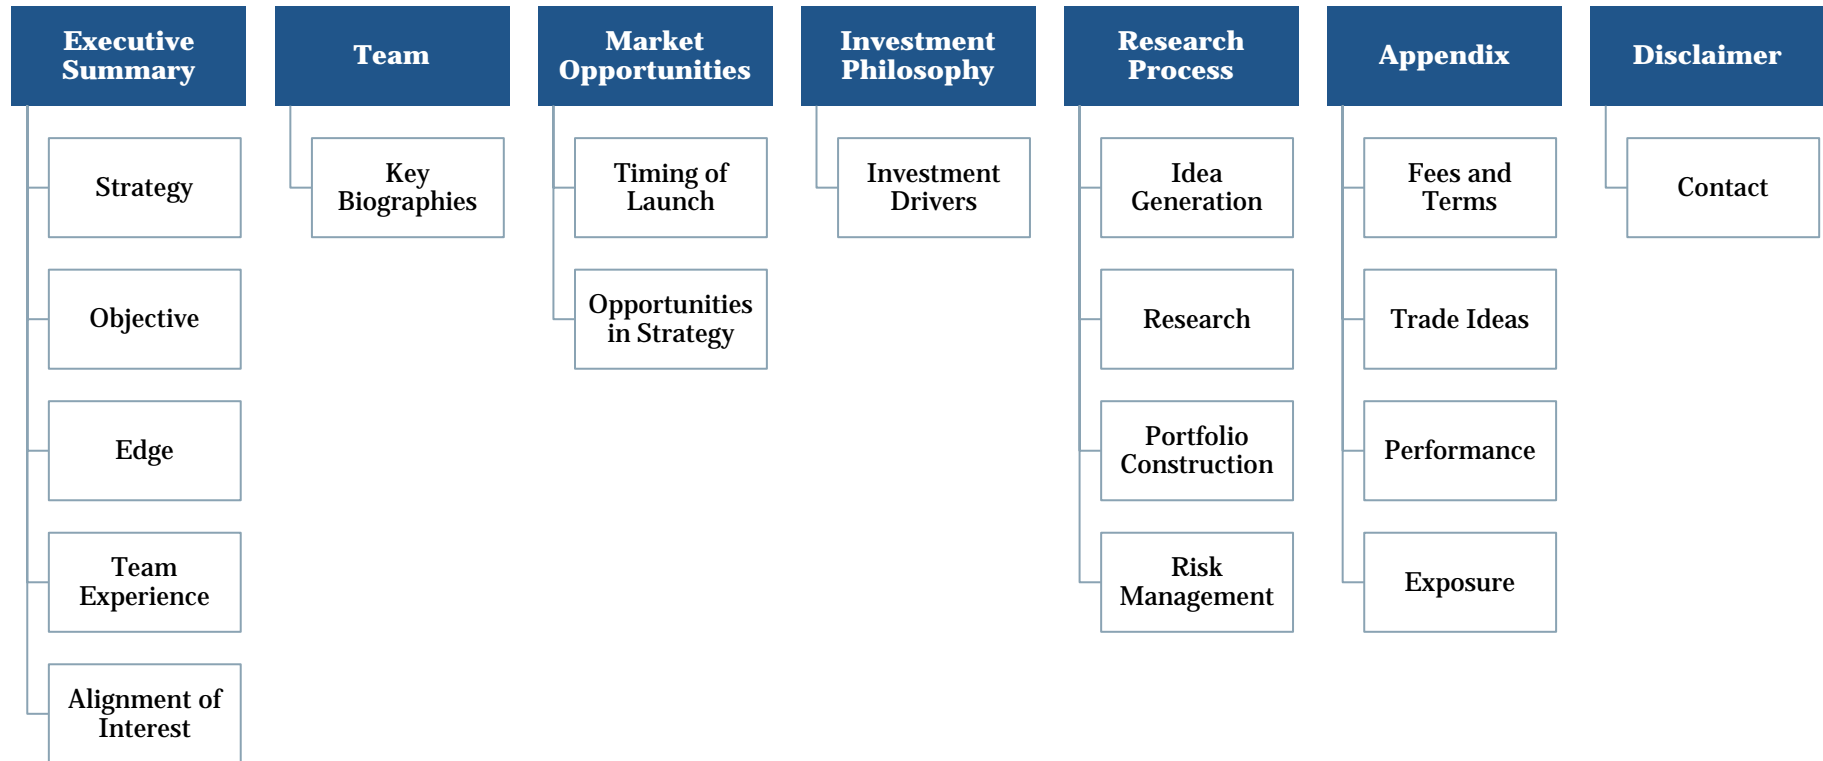 Executive
Summary
Strategy
Objective
Edge
Team
Experience
Alignment of
Interest
Team
Key
Biographies
Market
Opportunities
Timing of
Launch
Opportunities
in Strategy
Investment
Philosophy
Investment
Drivers
Research
Process
Idea
Generation
Research
Portfolio
Construction
Risk
Management
Appendix
Fees and
Terms
Trade Ideas
Performance
Exposure
Disclaimer
Contact